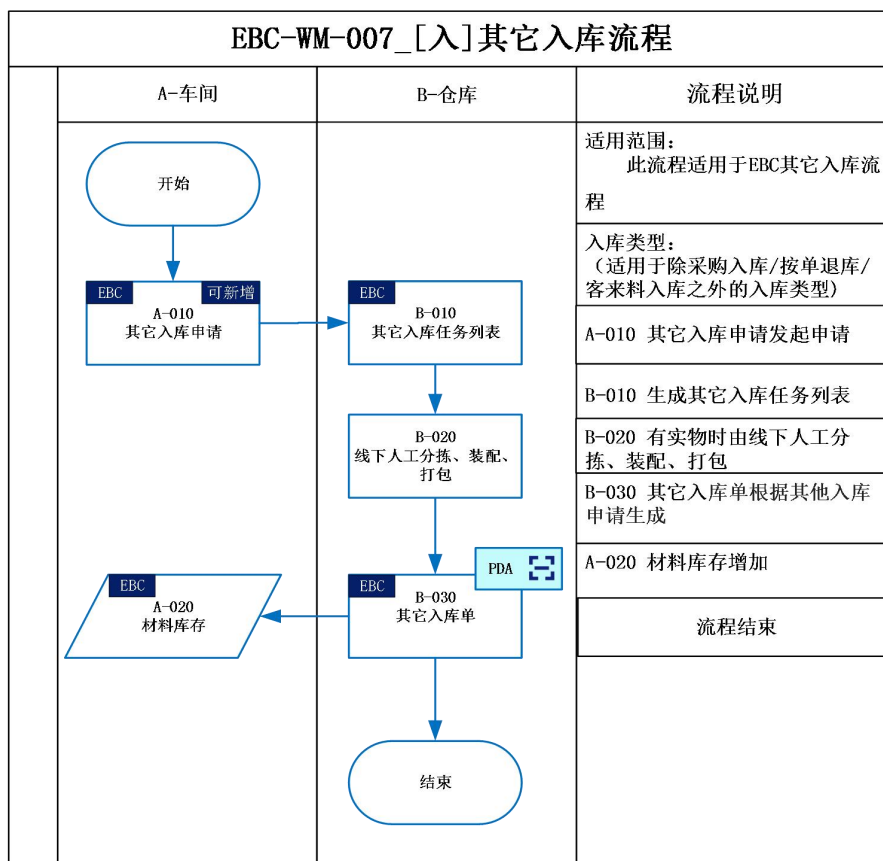 EBC-WM-007_[入]其它入库流程
A-车间
B-仓库
流程说明
开始
EBC
可新增
A-010
其它入库申请
EBC
B-010
其它入库任务列表
B-020
线下人工分拣、装配、
打包
PDA
EBC
B-030
其它入库单
EBC
A-020
材料库存
结束
适用范围:
此流程适用于EBC其它入库流
程
入库类型:
(适用于除采购入库/按单退库/
客来料入库之外的入库类型)
A-010 其它入库申请发起申请
B-010 生成其它入库任务列表
B-020 有实物时由线下人工分
拣、装配、打包
B-030 其它入库单根据其他入库
申请生成
A-020 材料库存增加
流程结束